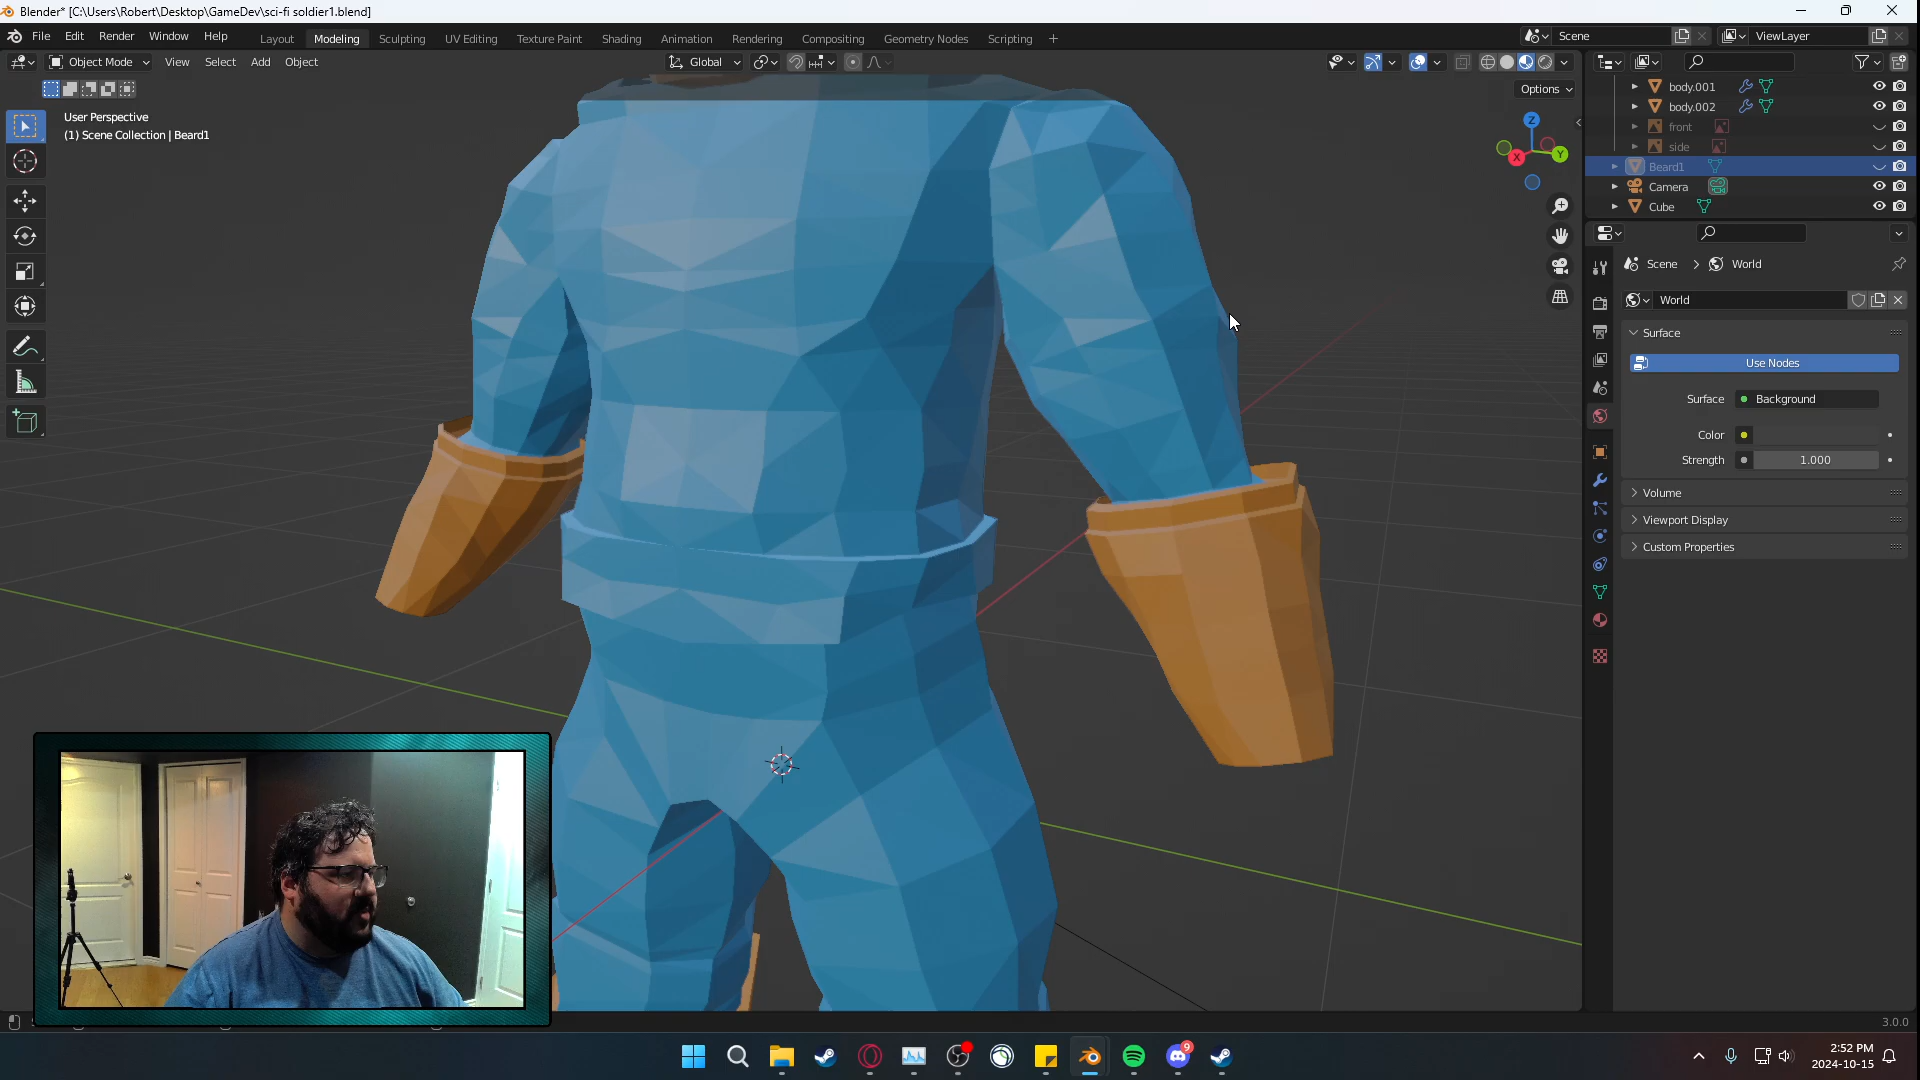 Blender* [C:\Users\Robert\Desktop\GameDev\sci-fi soldier1.blend]
File Edit Render Window Help
Layout Modeling Sculpting UV Editing Texture Paint Shading Animation Rendering Compositing Geometry Nodes Scripting +
Scene
ViewLayer
Object Mode View Select Add Object
Global
Options
User Perspective
(1) Scene Collection | Beard1
Z
X
Y
body.001
body.002
front
side
Beard1
Camera
Cube
Scene > World
World
Surface
Use Nodes
Surface Background
Color
Strength 1.000
Volume
Viewport Display
Custom Properties
3.0.0
9
2:52 PM
2024-10-15